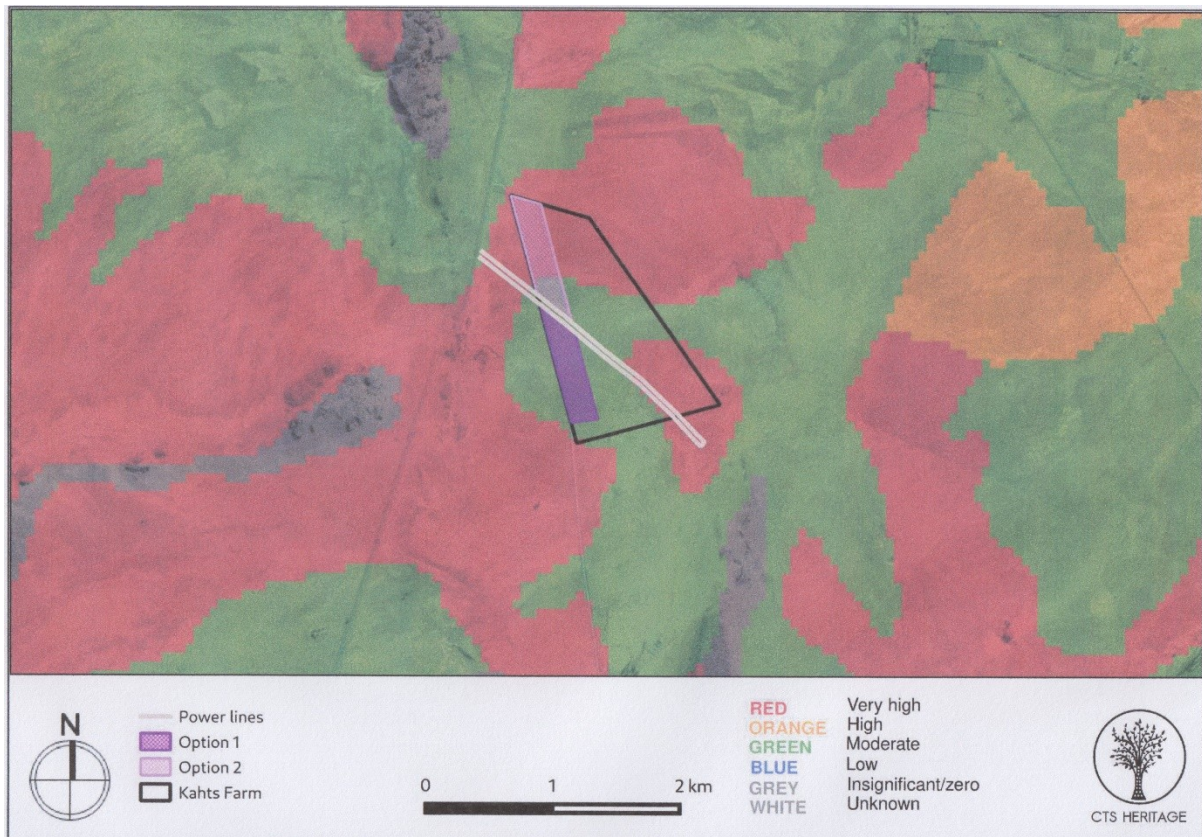 N
Power lines
Option 1
Option 2
Kahts Farm
0 1 2 km
RED Very high
ORANGE High
GREEN Moderate
BLUE Low
GREY Insignificant/zero
WHITE Unknown
CTS HERITAGE